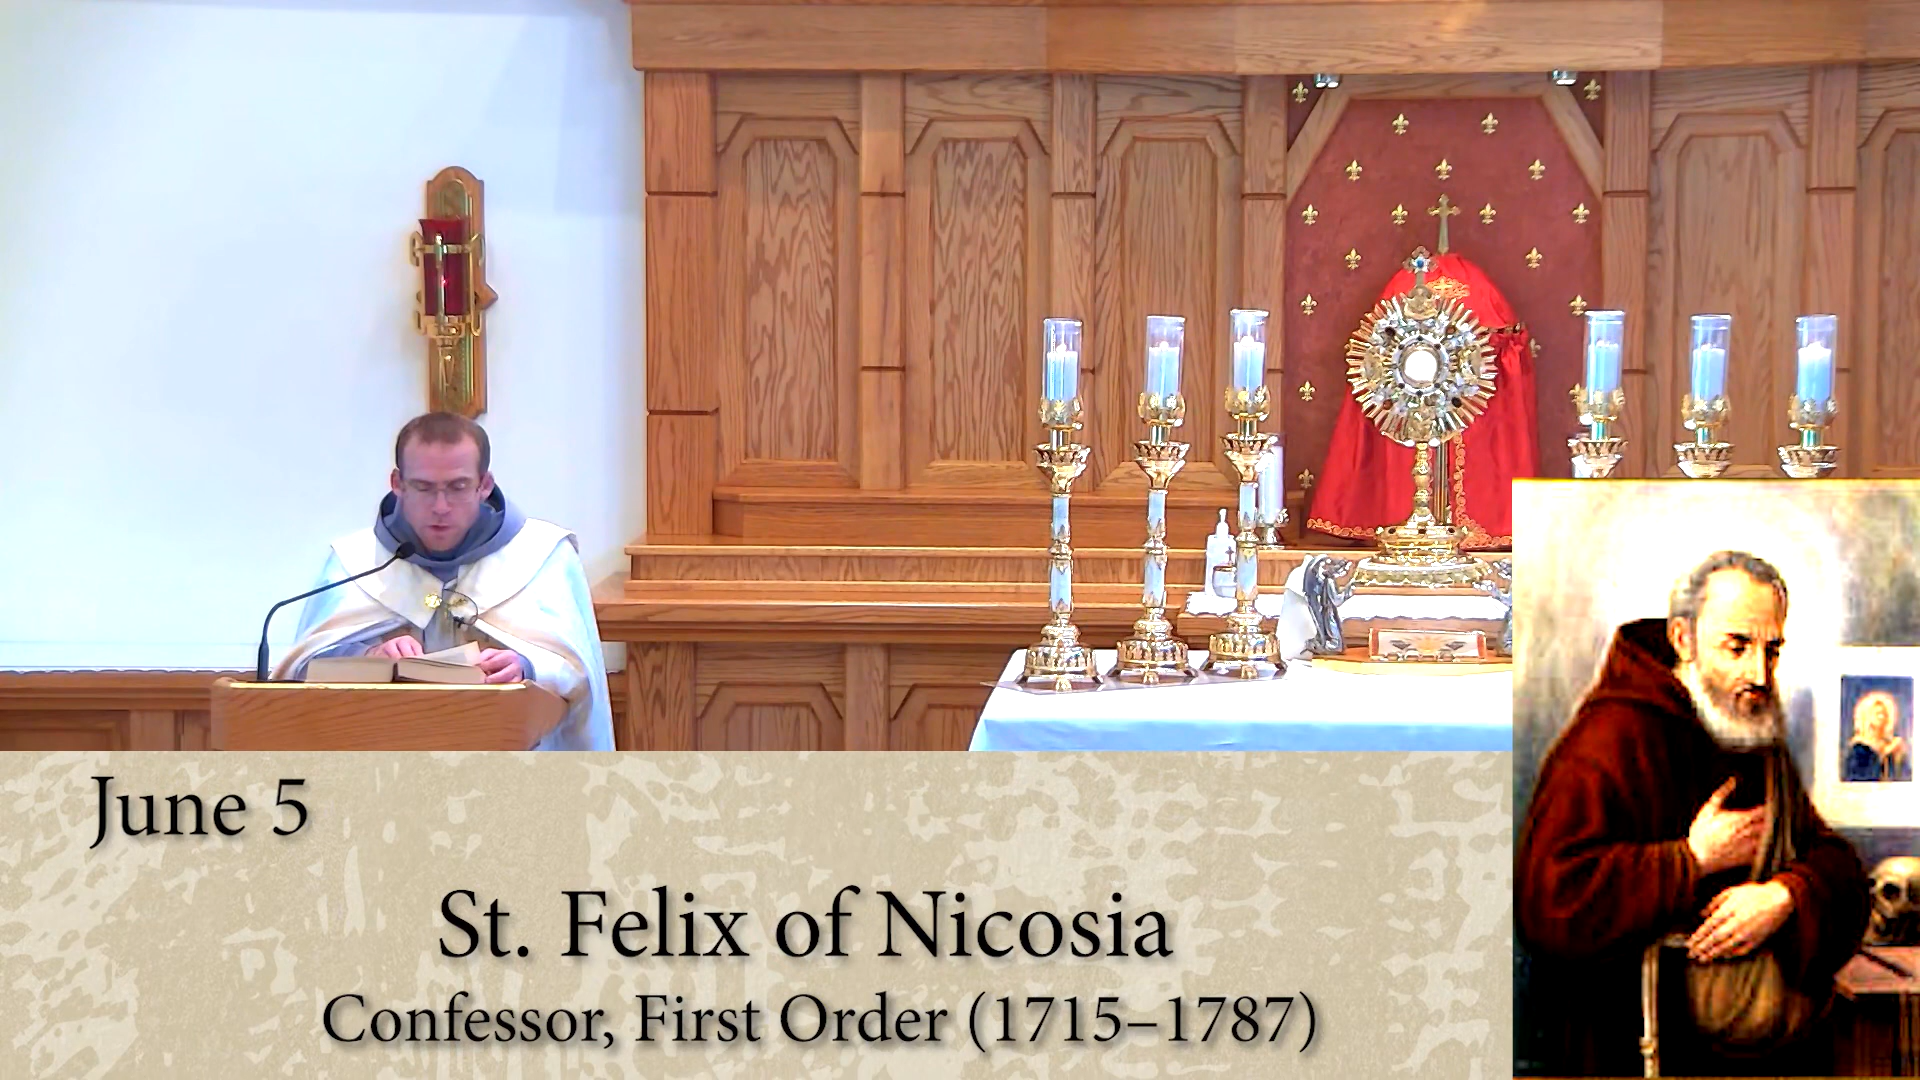 June 5
St. Felix of Nicosia
Confessor, First Order (1715–1787)